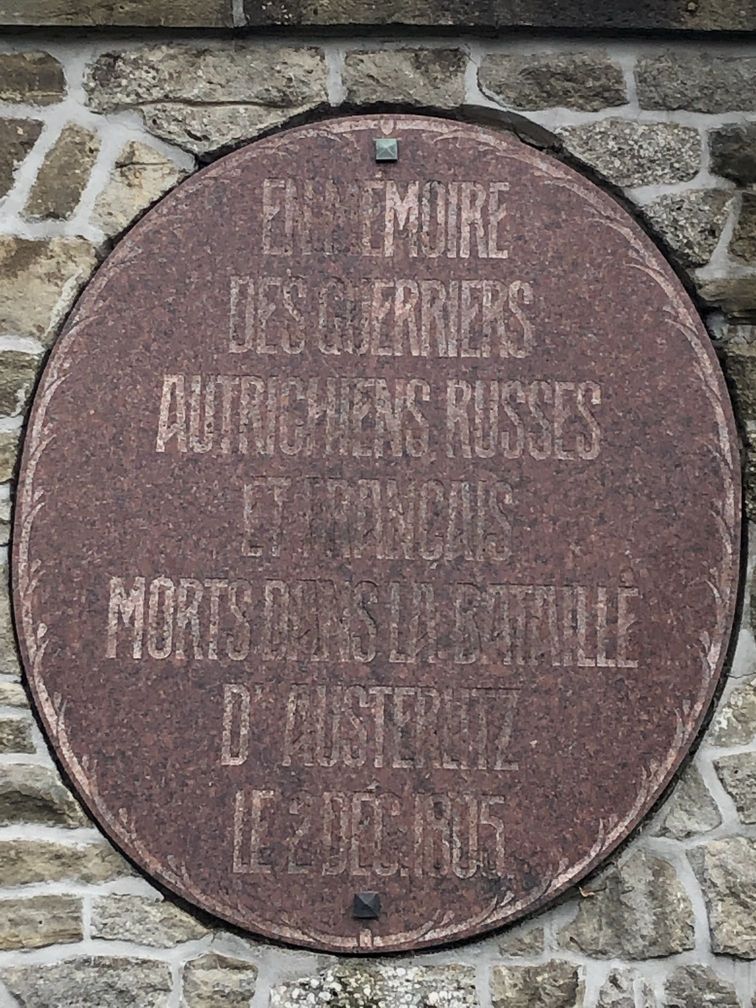 EN MÉMOIRE
DES GUERRIERS
AUTRICHIENS, RUSSES
ET FRANÇAIS
MORTS DANS LA BATAILLE
D'AUSTERLITZ
LE 2 DÉC. 1805.